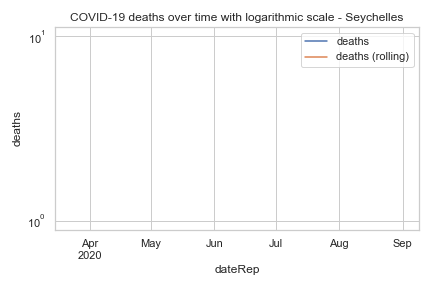 COVID-19 deaths over time with logarithmic scale - Seychelles
10¹
deaths
deaths (rolling)
deaths
10⁰
Apr May Jun Jul Aug Sep
2020
dateRep